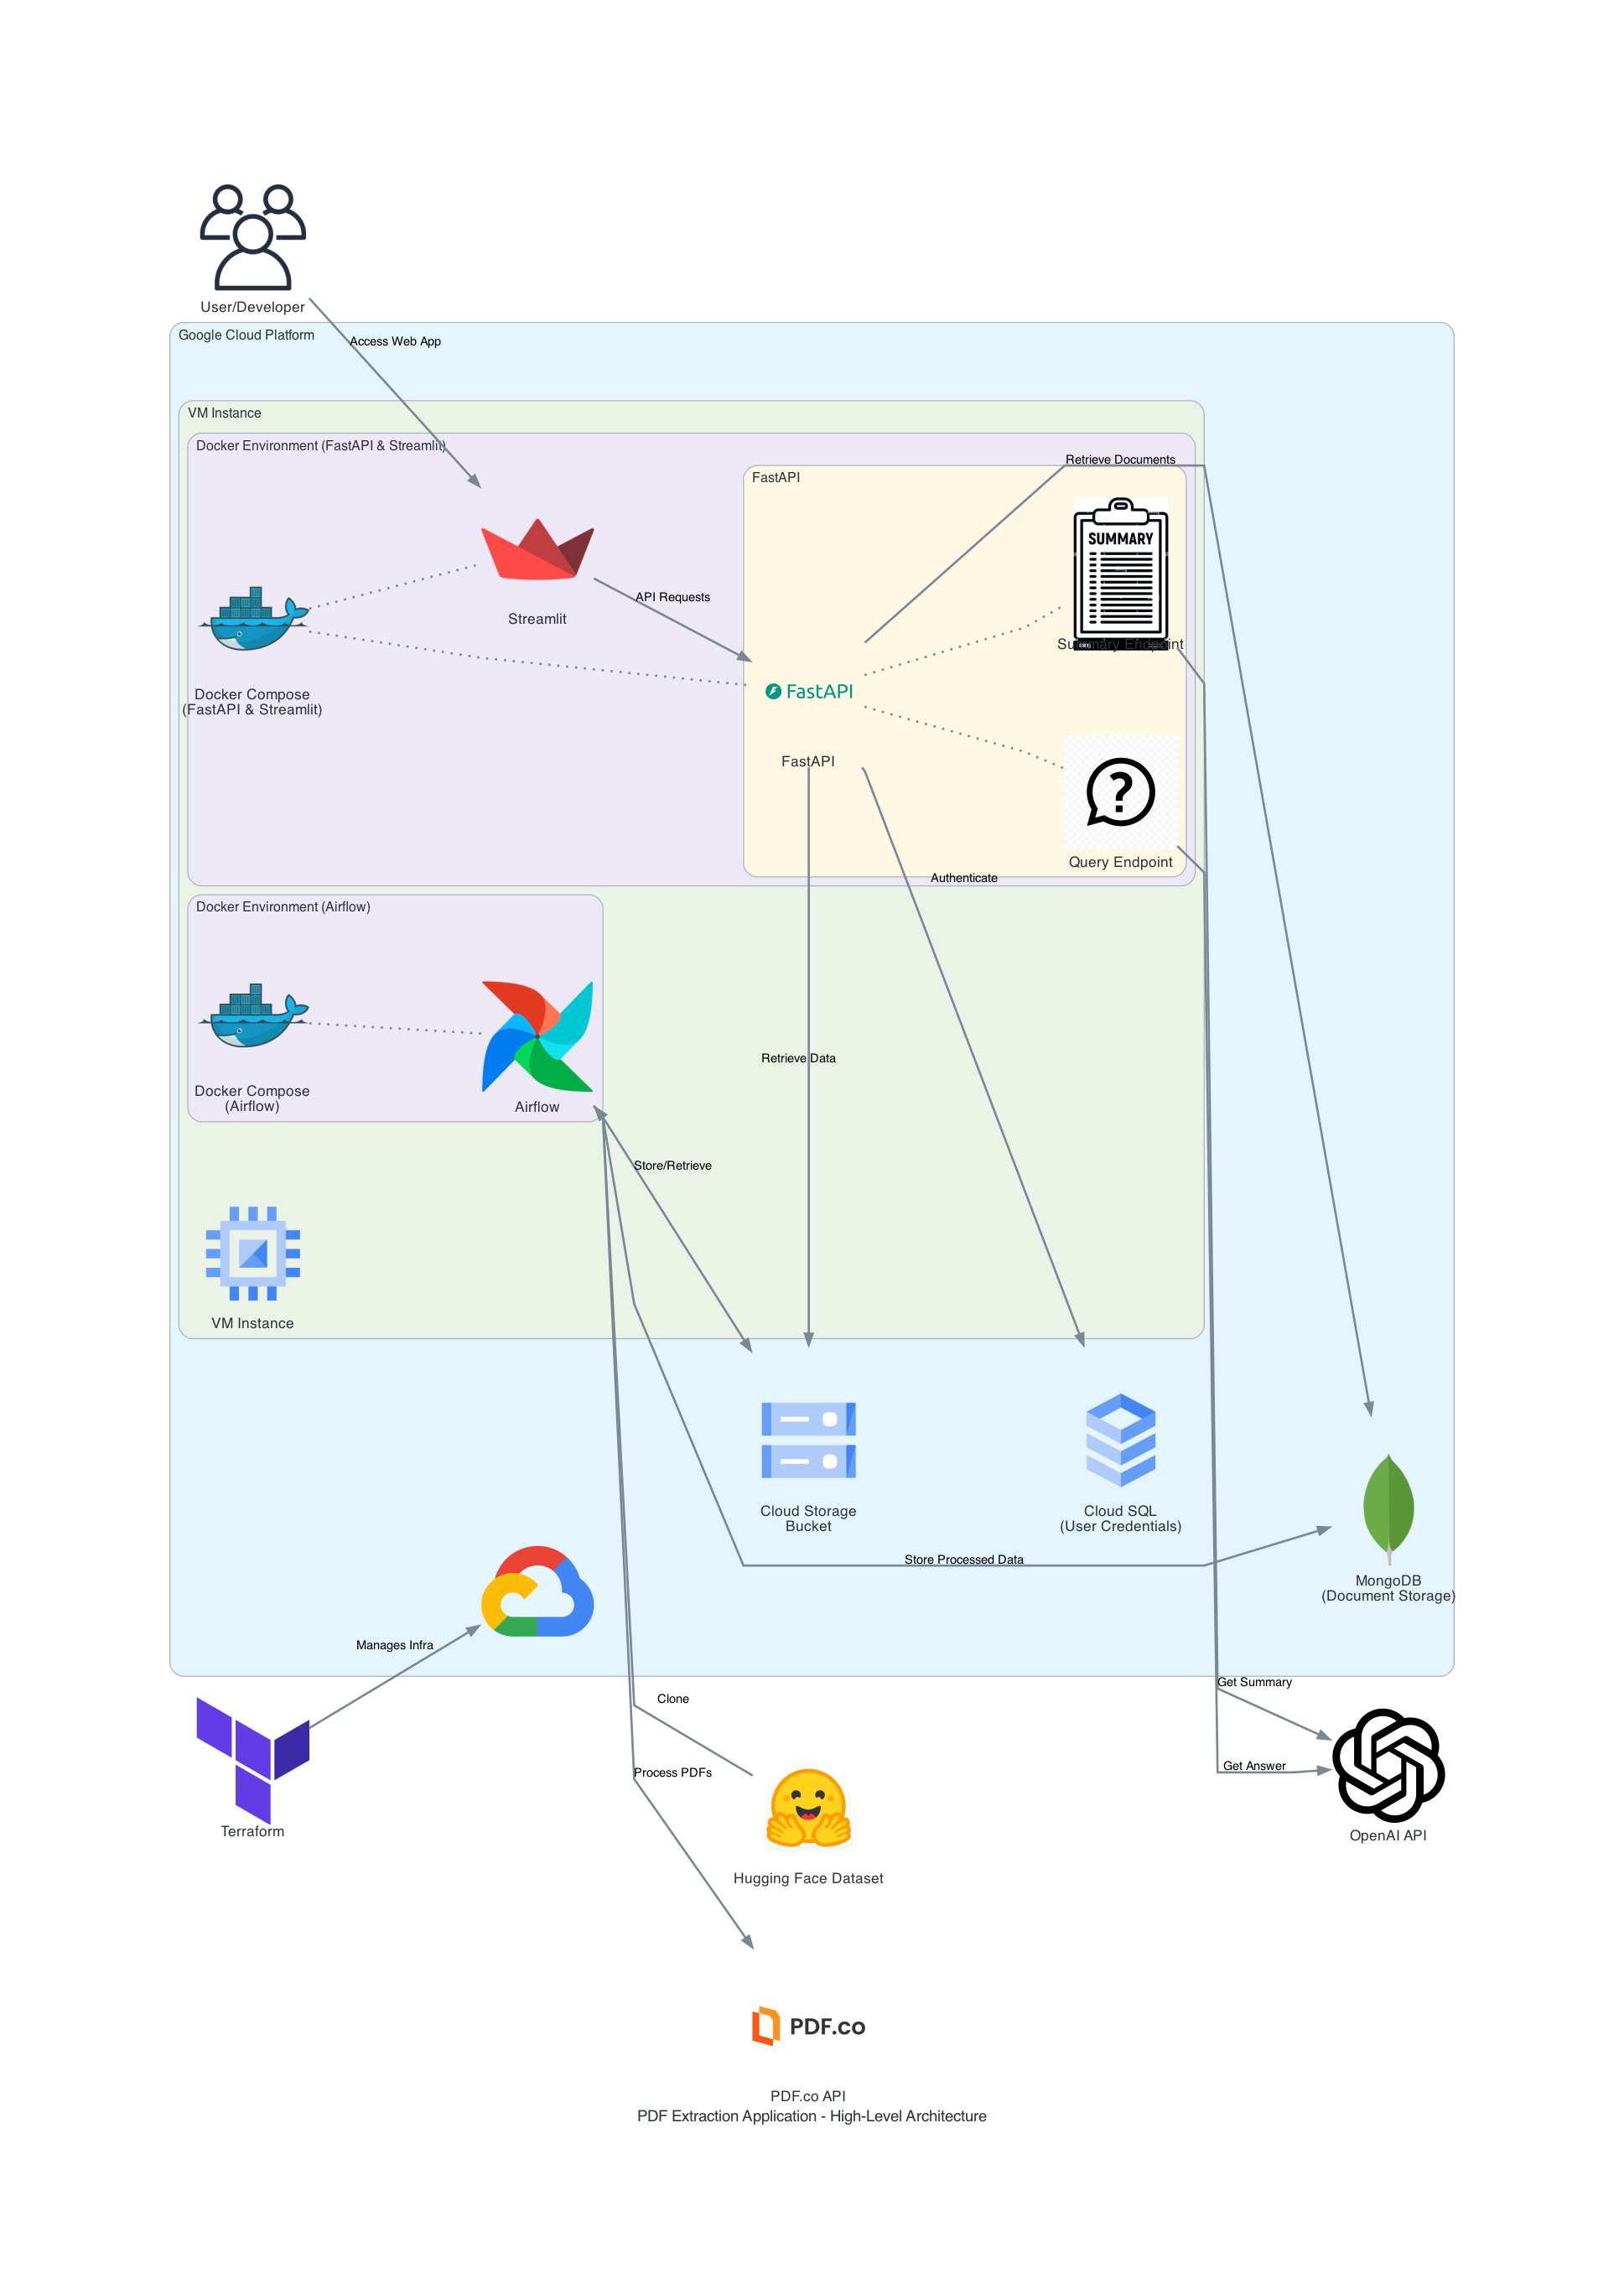 User/Developer
Google Cloud Platform
Access Web App
VM Instance
Docker Environment (FastAPI & Streamlit)
Retrieve Documents
FastAPI
SUMMARY
API Requests
Streamlit
Summary Endpoint
Docker Compose
(FastAPI & Streamlit)
FastAPI
FastAPI
Query Endpoint
Authenticate
Docker Environment (Airflow)
Retrieve Data
Docker Compose
(Airflow)
Airflow
Store/Retrieve
VM Instance
Cloud Storage
Bucket
Cloud SQL
(User Credentials)
Store Processed Data
MongoDB
(Document Storage)
Manages Infra
Get Summary
Clone
Get Answer
Process PDFs
Terraform
OpenAI API
Hugging Face Dataset
PDF.co
PDF.co API
PDF Extraction Application - High-Level Architecture